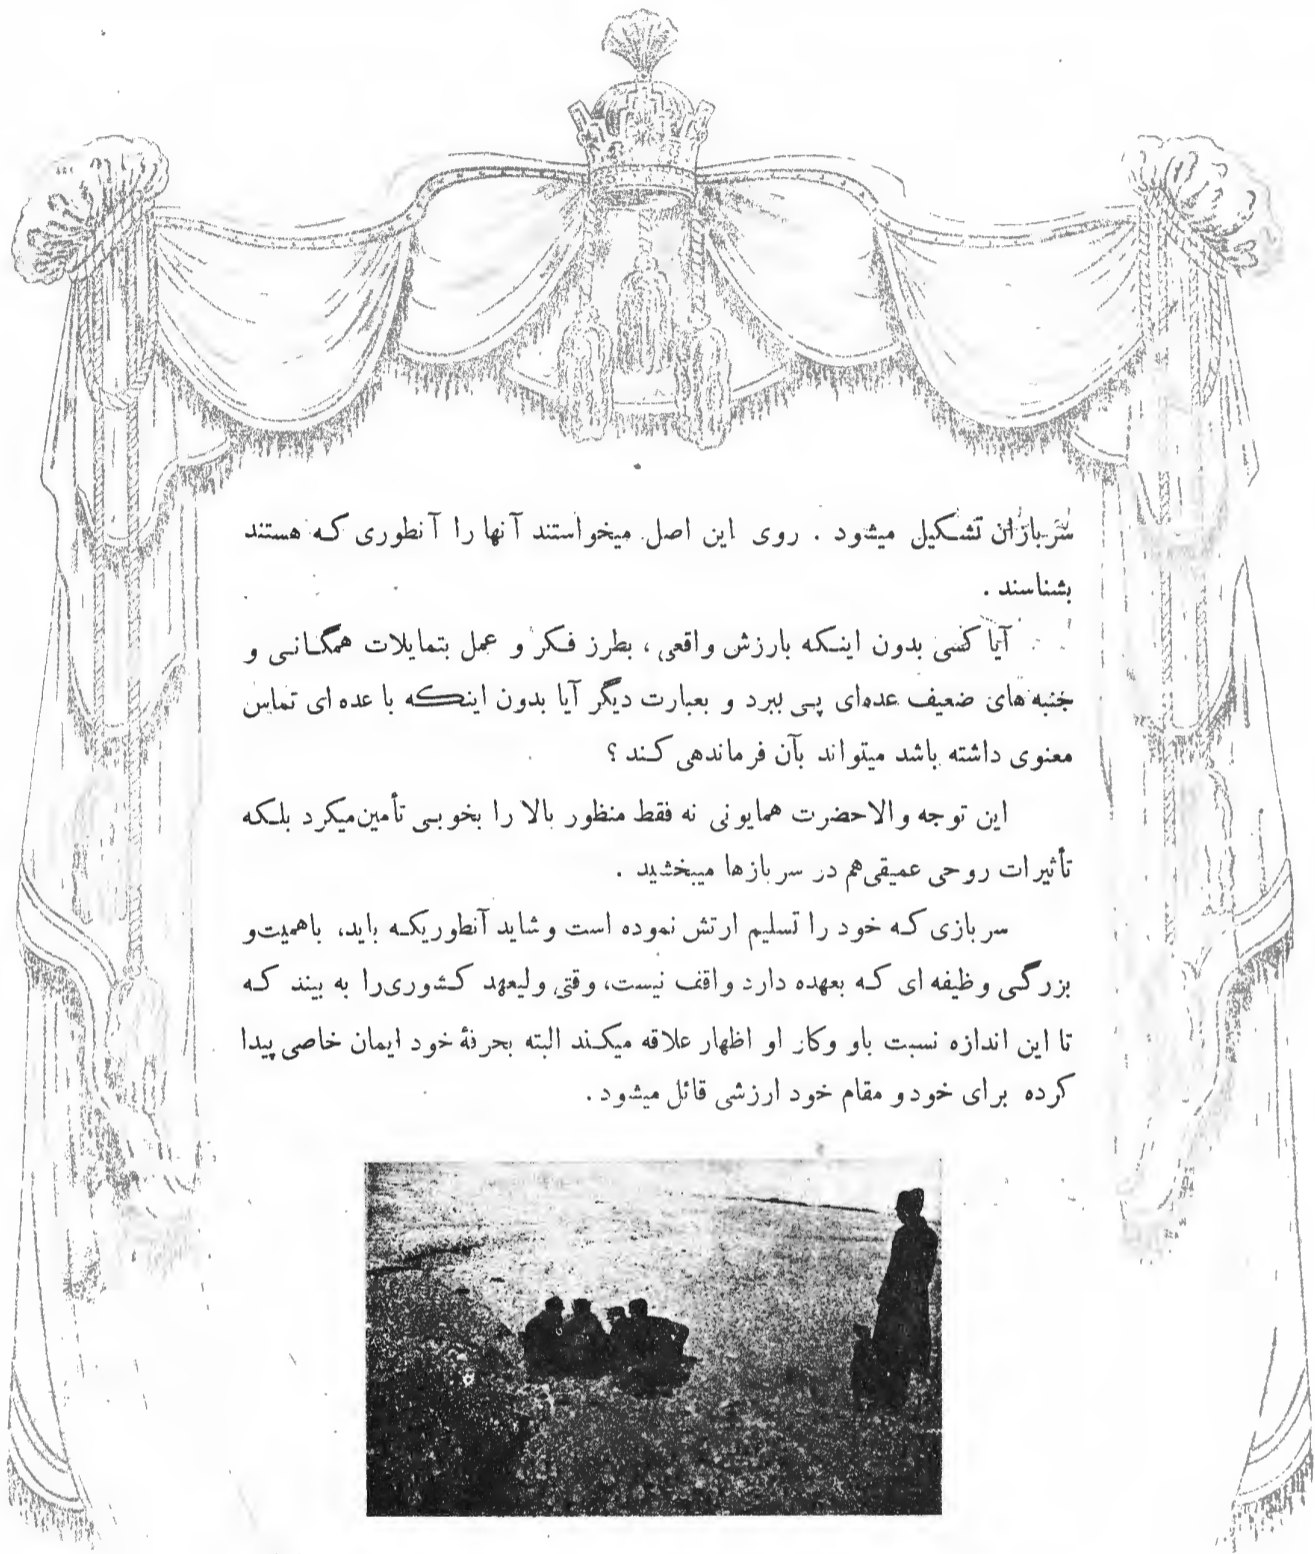 سربازان تشکیل میشود . روی این اصل میخواستند آنها را آنطوری که هستند
بشناسند .
آیا کسی بدون اینکه بارزش واقعی، بطرز فکر و عمل بتمایلات همگانی و
جنبه های ضعیف عده‌ای پی ببرد و بعبارت دیگر آیا بدون اینکه با عده ای تماس
معنوی داشته باشد میتواند بآن فرماندهی کند ؟
این توجه والاحضرت همایونی نه فقط منظور بالا را بخوبی تأمین میکرد بلکه
تأثیرات روحی عمیقی هم در سربازها میبخشید .
سربازی که خود را تسلیم ارتش نموده است و شاید آنطوریکه باید، باهمیت و
بزرگی وظیفه ای که بعهده دارد واقف نیست، وقتی ولیعهد کشوری را به بیند که
تا این اندازه نسبت باو وکار او اظهار علاقه میکند البته بحرفهٔ خود ایمان خاصی پیدا
کرده برای خود و مقام خود ارزشی قائل میشود .